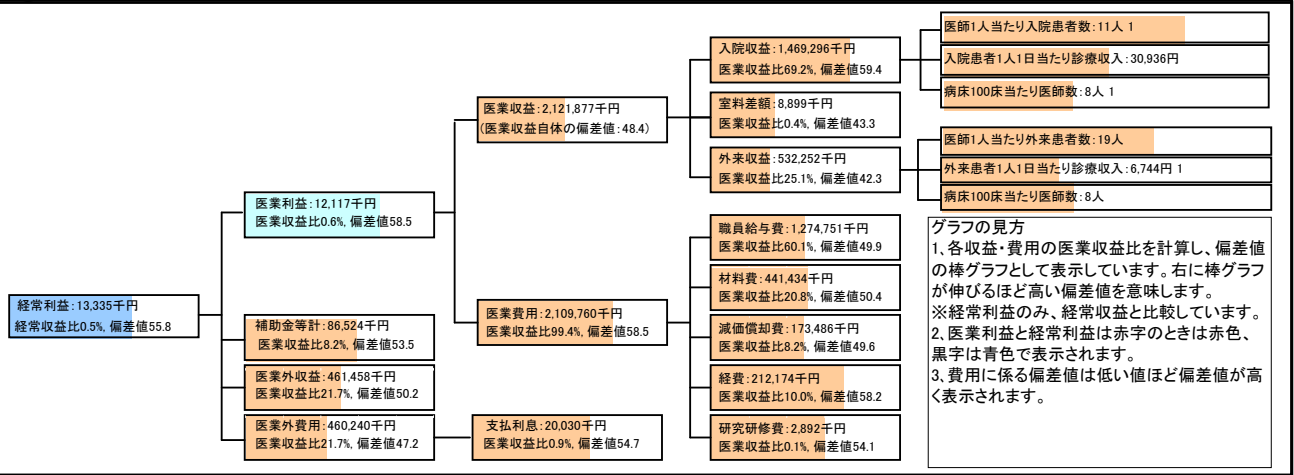 経常利益:13,335千円
経常収益比0.5%, 偏差値55.8
医業利益:12,117千円
医業収益比0.6%, 偏差値58.5
補助金等計:86,524千円
医業収益比8.2%, 偏差値53.5
医業外収益:461,458千円
医業収益比21.7%, 偏差値50.2
医業外費用:460,240千円
医業収益比21.7%, 偏差値47.2
医業収益:2,121,877千円
(医業収益自体の偏差値:48.4)
医業費用:2,109,760千円
医業収益比99.4%, 偏差値58.5
支払利息:20,030千円
医業収益比0.9%, 偏差値54.7
入院収益:1,469,296千円
医業収益比69.2%, 偏差値59.4
室料差額:8,899千円
医業収益比0.4%, 偏差値43.3
外来収益:532,252千円
医業収益比25.1%, 偏差値42.3
職員給与費:1,274,751千円
医業収益比60.1%, 偏差値49.9
材料費:441,434千円
医業収益比20.8%, 偏差値50.4
減価償却費:173,486千円
医業収益比8.2%, 偏差値49.6
経費:212,174千円
医業収益比10.0%, 偏差値58.2
研究研修費:2,892千円
医業収益比0.1%, 偏差値54.1
医師1人当たり入院患者数:11人 1
入院患者1人1日当たり診療収入:30,936円
病床100床当たり医師数:8人 1
医師1人当たり外来患者数:19人
外来患者1人1日当たり診療収入:6,744円 1
病床100床当たり医師数:8人
グラフの見方
1、各収益・費用の医業収益比を計算し、偏差値
の棒グラフとして表示しています。右に棒グラフ
が伸びるほど高い偏差値を意味します。
※経常利益のみ、経常収益と比較しています。
2、医業利益と経常利益は赤字のときは赤色、
黒字は青色で表示されます。
3、費用に係る偏差値は低い値ほど偏差値が高
く表示されます。